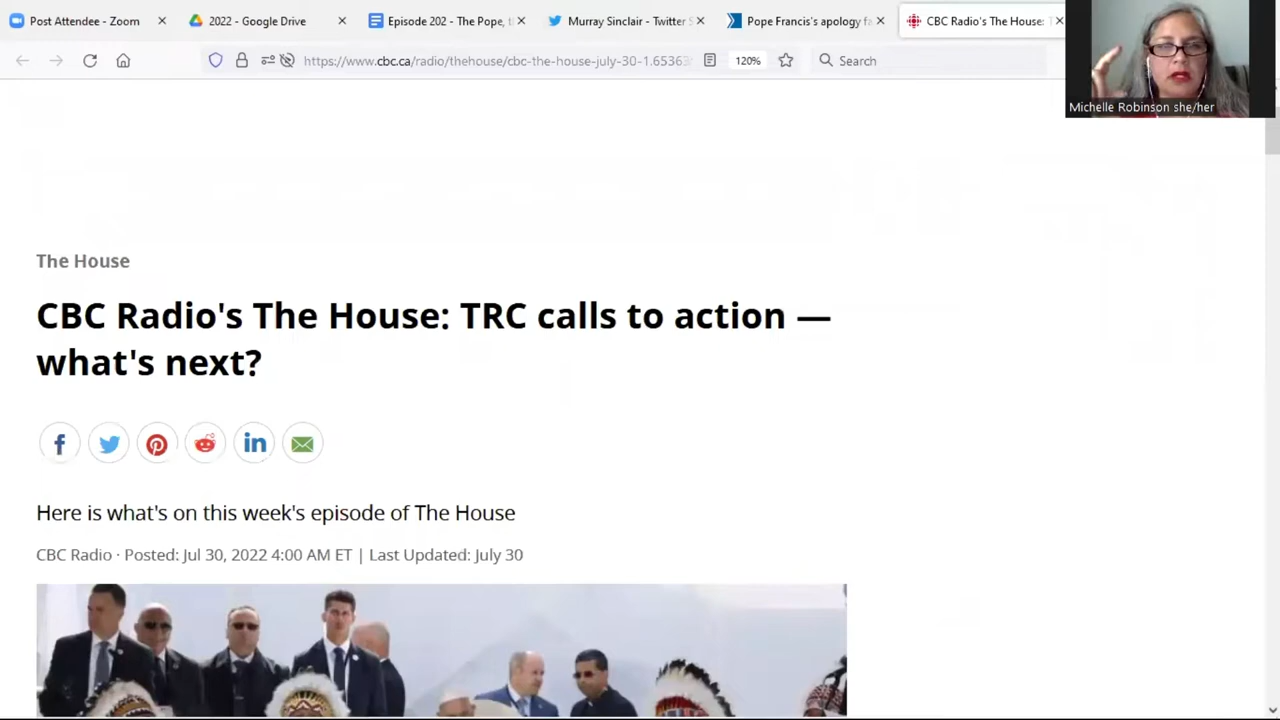 Post Attendee - Zoom
2022 - Google Drive
Episode 202 - The Pope, t
Murray Sinclair - Twitter S
Pope Francis's apology fa
CBC Radio's The House: T
https://www.cbc.ca/radio/thehouse/cbc-the-house-july-30-1.65363
120%
Search
Michelle Robinson she/her
The House
CBC Radio's The House: TRC calls to action —
what's next?
Here is what's on this week's episode of The House
CBC Radio · Posted: Jul 30, 2022 4:00 AM ET | Last Updated: July 30